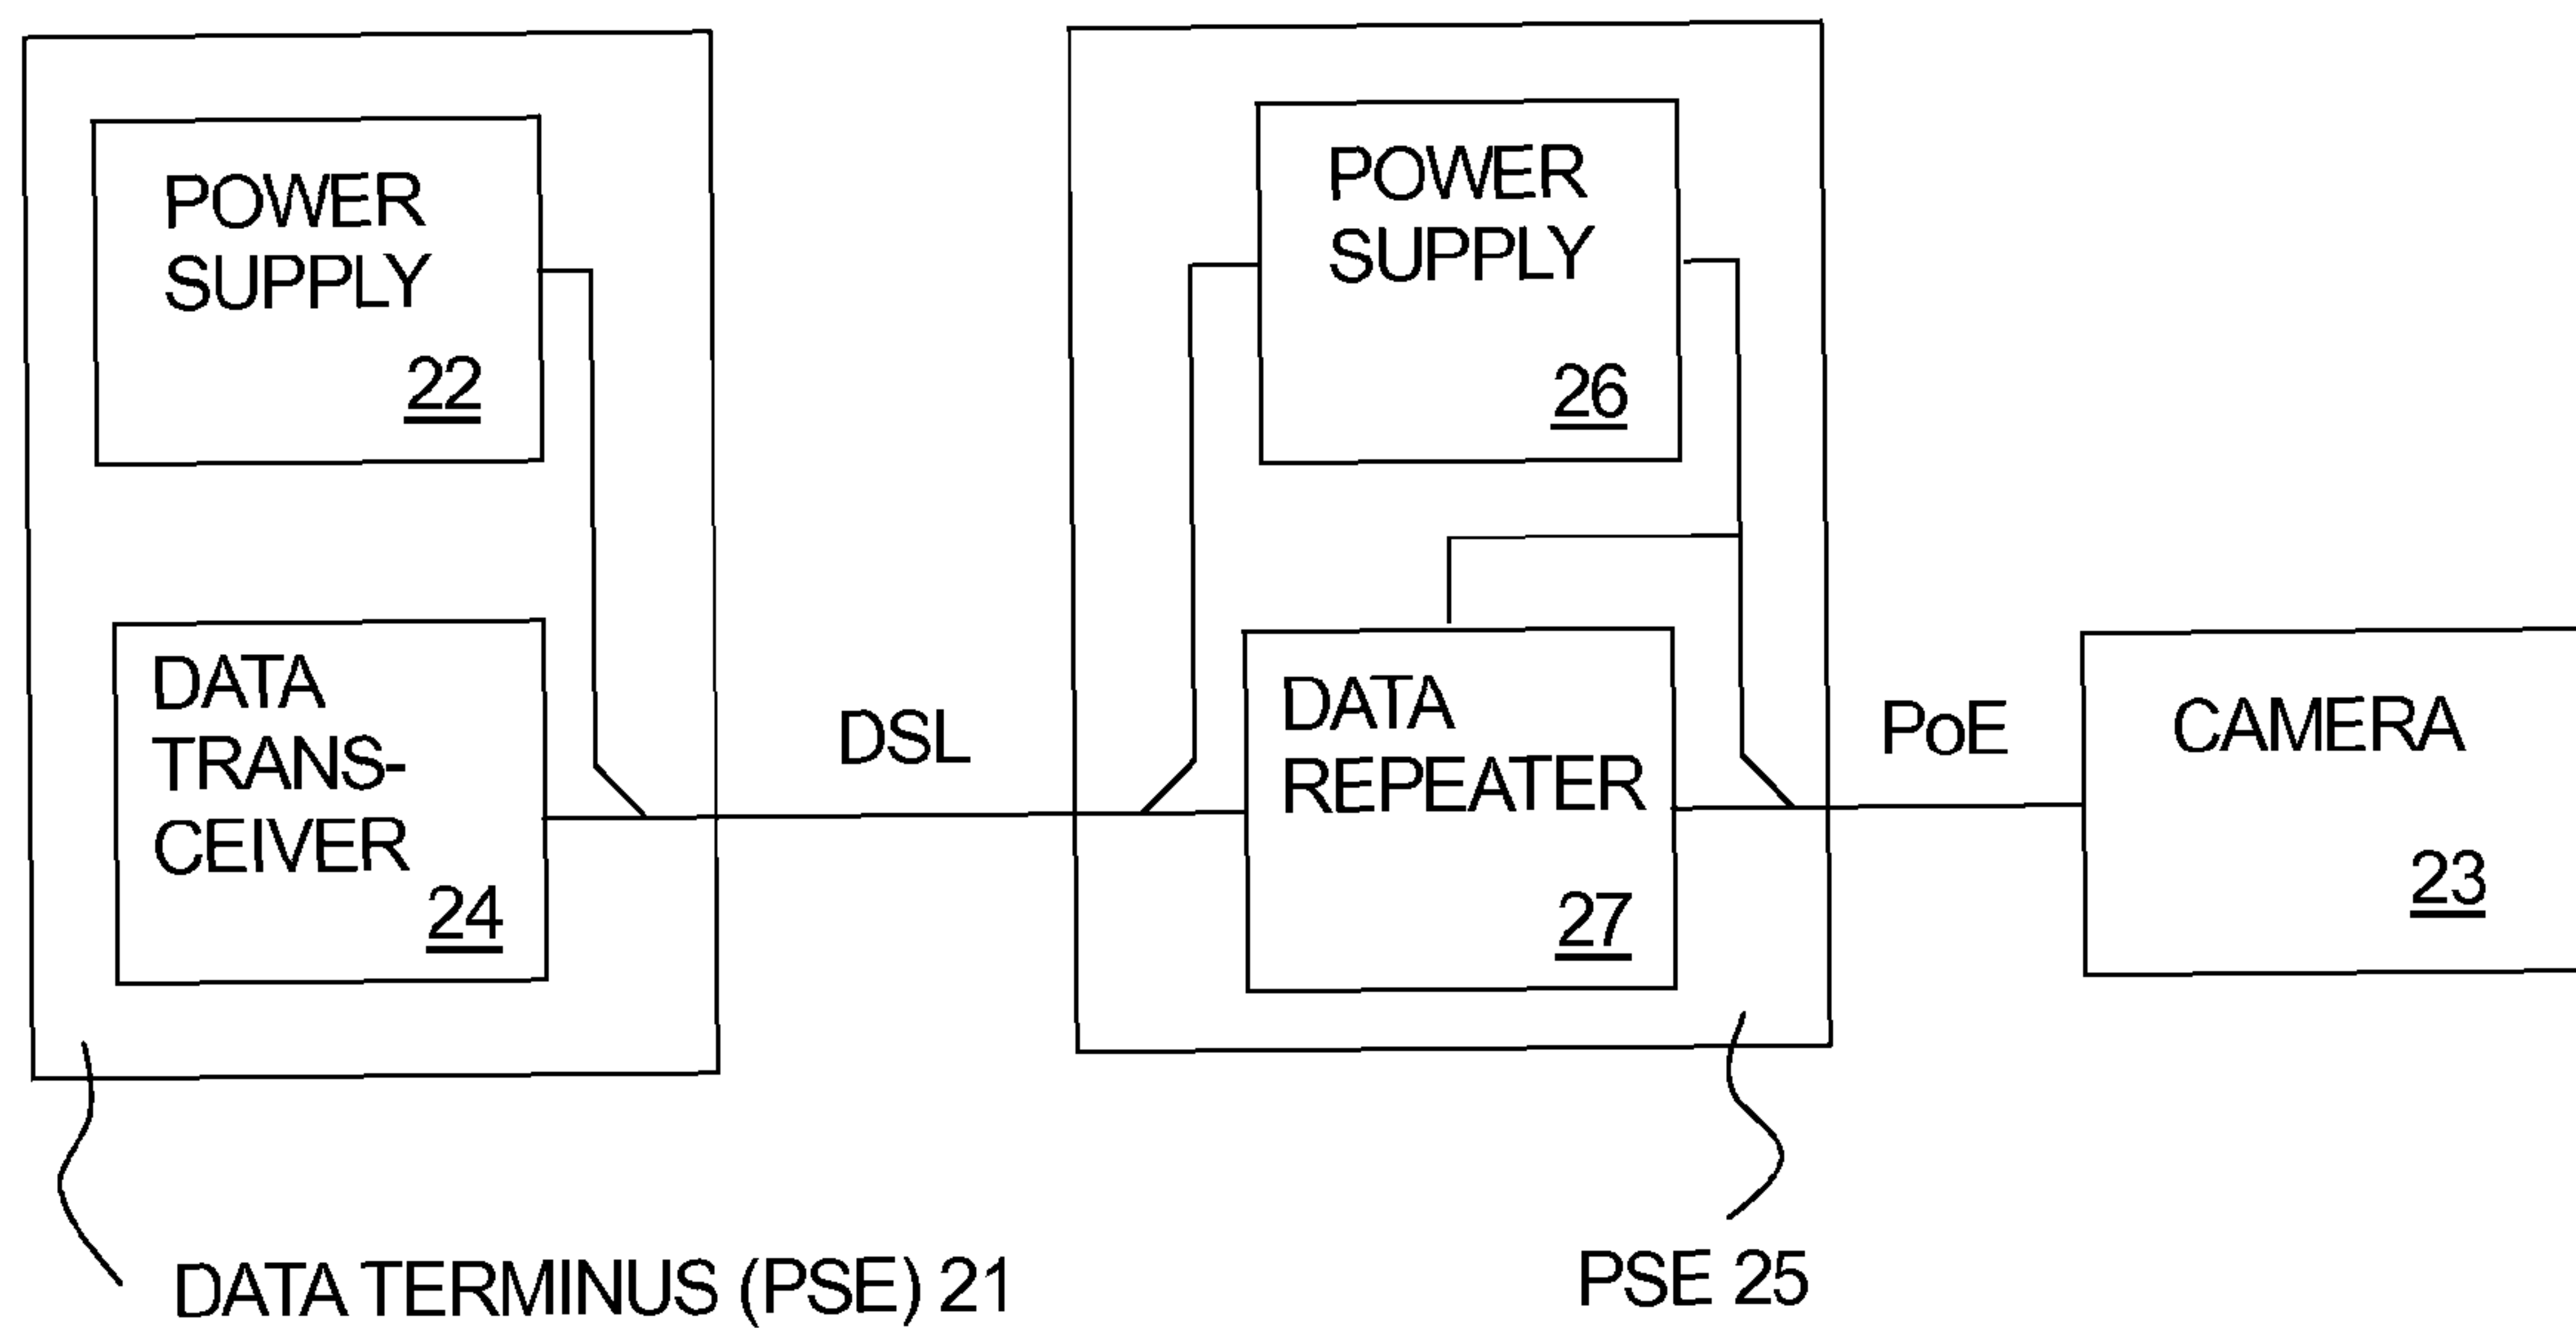 POWER
SUPPLY
22
DATA
TRANS-
CEIVER
24
DATA TERMINUS (PSE) 21
DSL
POWER
SUPPLY
26
DATA
REPEATER
27
PSE 25
PoE
CAMERA
23